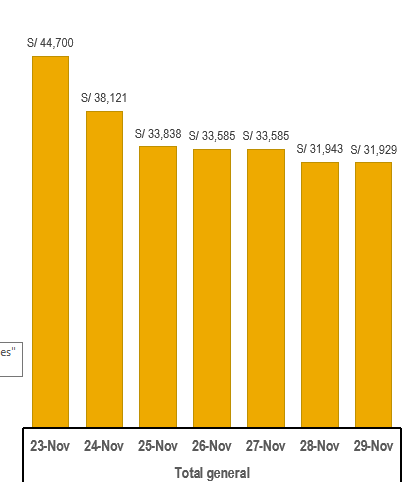 S/ 44,700
S/ 38,121
S/ 33,838
S/ 33,585
S/ 33,585
S/ 31,943
S/ 31,929
es"
23-Nov
24-Nov
25-Nov
26-Nov
27-Nov
28-Nov
29-Nov
Total general